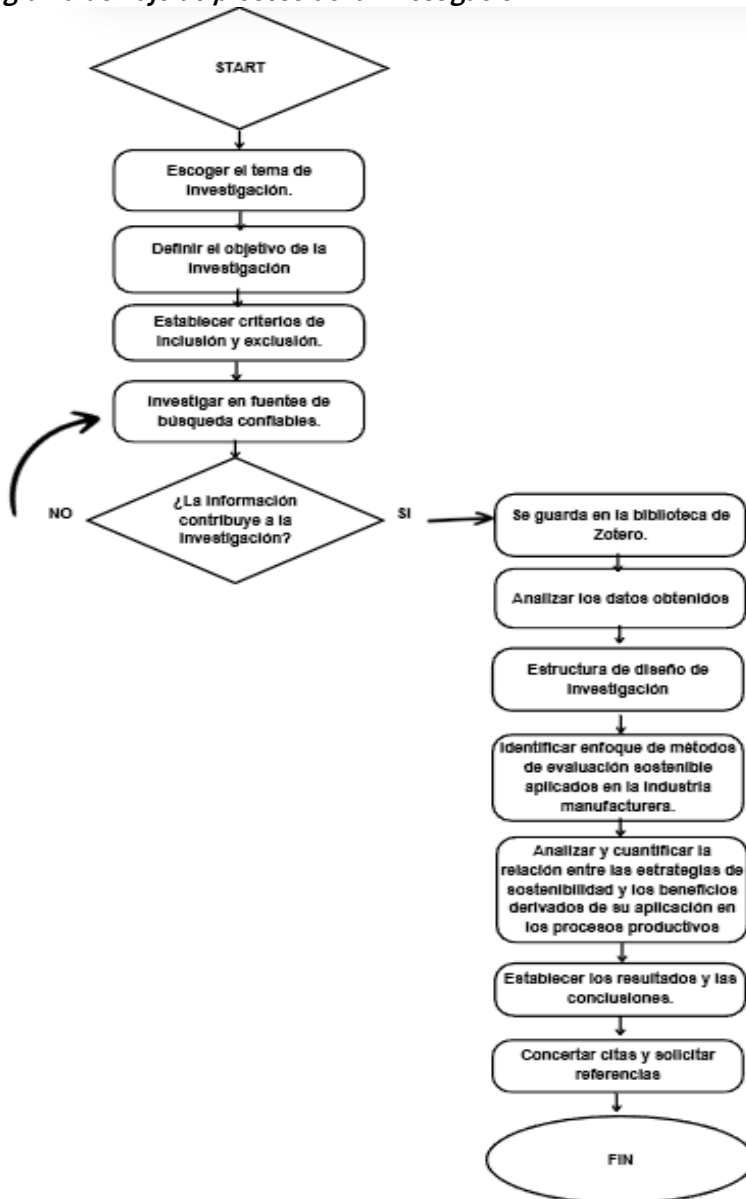 de la
START
Escoger el tema de
Investigación.
Definir el objetivo de la
Investigación
Establecer criterios de
Inclusión y exclusión.
Investigar en fuentes de
búsqueda confiables.
¿La Información
contribuye a la
Investigación?
NO
SI
Se guarda en la biblioteca de
Zotero.
Analizar los datos obtenidos
Estructura de diseño de
Investigación
Identificar enfoque de métodos
de evaluación sostenible
aplicados en la Industria
manufacturera.
Analizar y cuantificar la
relación entre las estrategias de
sostenibilidad y los beneficios
derivados de su aplicación en
los procesos productivos
Establecer los resultados y las
conclusiones.
Concertar citas y solicitar
referencias
FIN